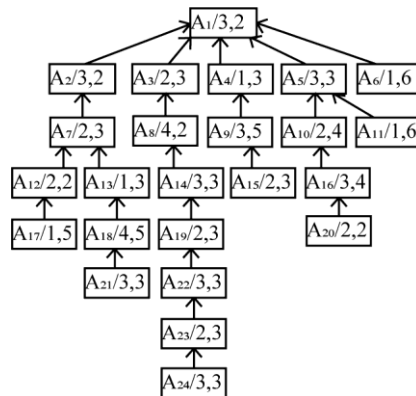 A₁/3,2
A₂/3,2 A₃/2,3 A₄/1,3 A₅/3,3 A₆/1,6
A₇/2,3 A₈/4,2 A₉/3,5 A₁₀/2,4 A₁₁/1,6
A₁₂/2,2 A₁₃/1,3 A₁₄/3,3 A₁₅/2,3 A₁₆/3,4
A₁₇/1,5 A₁₈/4,5 A₁₉/2,3 A₂₀/2,2
A₂₁/3,3 A₂₂/3,3
A₂₃/2,3
A₂₄/3,3